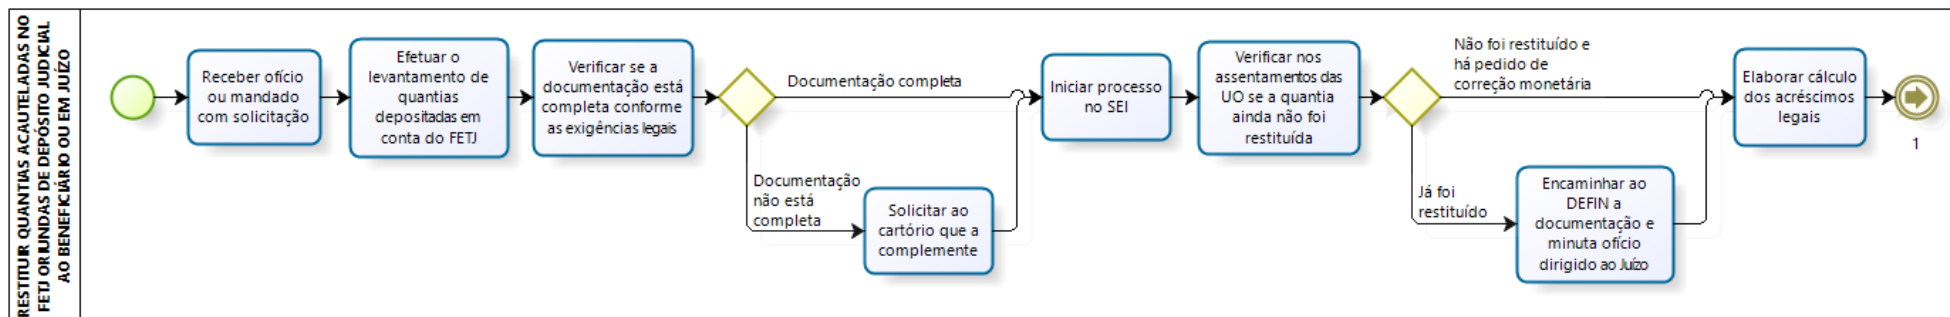 RESTITUIR QUANTIAS ACAUTELADAS NO
FETJ ORIUNDAS DE DEPÓSITO JUDICIAL
AO BENEFICIÁRIO OU EM JUÍZO
Receber ofício
ou mandado
com solicitação
Efetuar o
levantamento de
quantias
depositadas em
conta do FETJ
Verificar se a
documentação está
completa conforme
as exigências legais
Documentação completa
Documentação
não está
completa
Solicitar ao
cartório que a
complemente
Iniciar processo
no SEI
Verificar nos
assentamentos das
UO se a quantia
ainda não foi
restituída
Não foi restituído e
há pedido de
correção monetária
Já foi
restituído
Encaminhar ao
DEFIN a
documentação e
minuta ofício
dirigido ao Juízo
Elaborar cálculo
dos acréscimos
legais
1